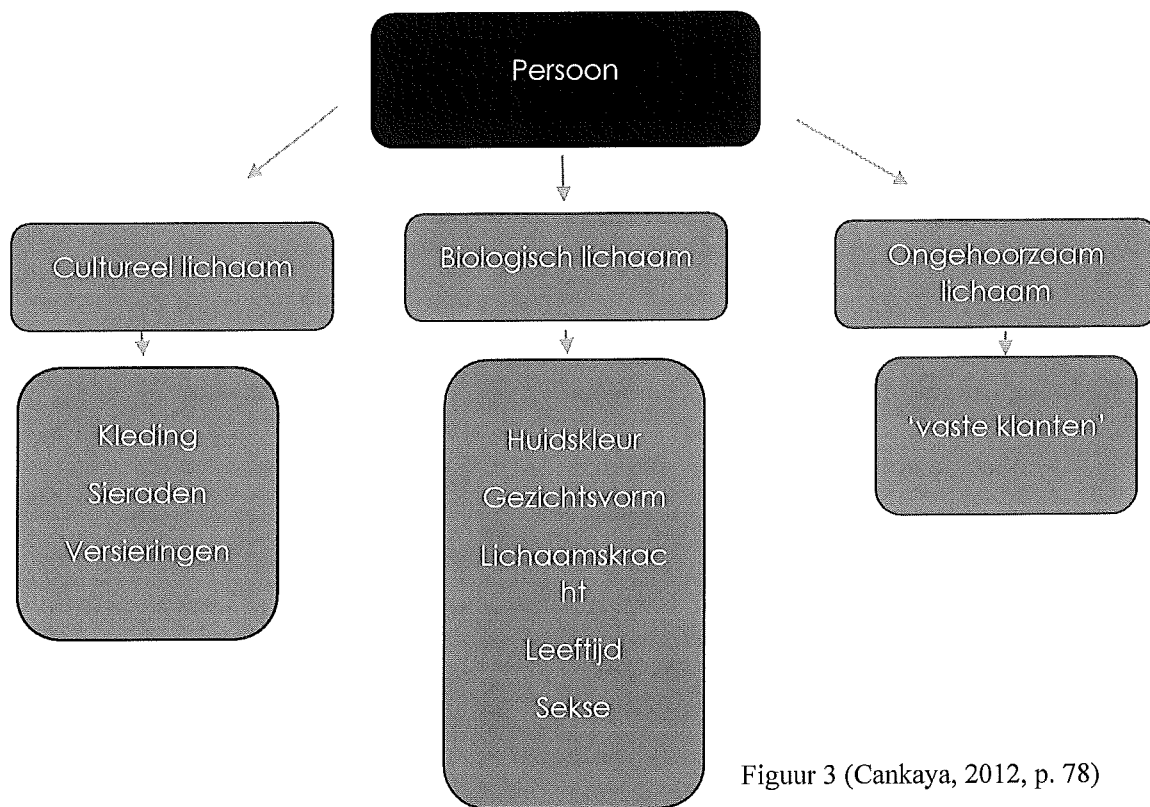 Persoon
Cultureel lichaam
Biologisch lichaam
Ongehoorzaam
lichaam
Kleding
Sieraden
Versieringen
Huidskleur
Gezichtsvorm
Lichaamskrac
ht
Leeftijd
Sekse
'vaste klanten'
Figuur 3 (Cankaya, 2012, p. 78)